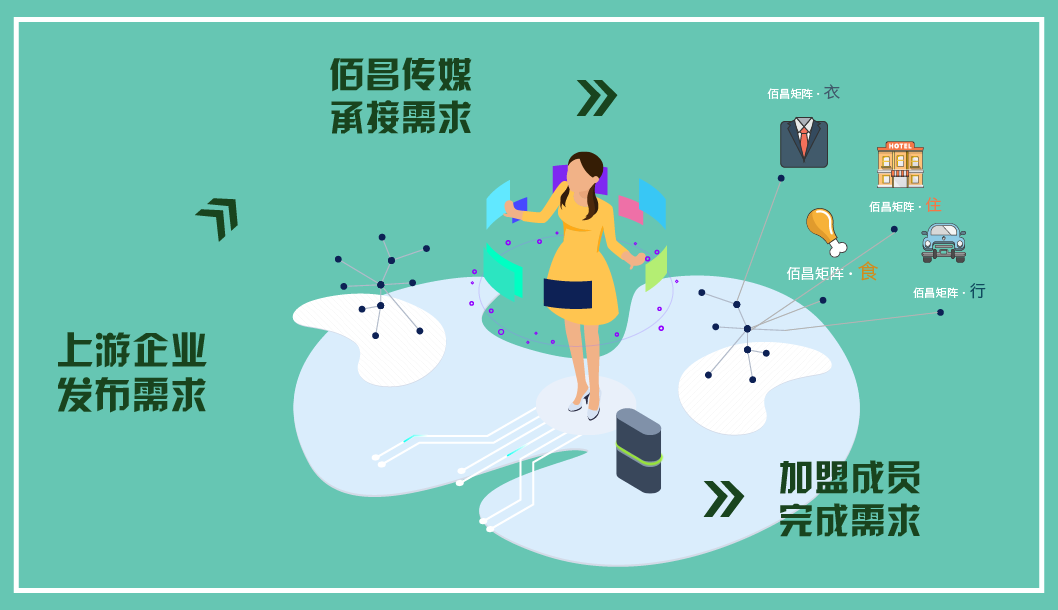 佰昌传媒
承接需求
佰昌矩阵·衣
HOTEL
佰昌矩阵·住
佰昌矩阵·食
佰昌矩阵·行
上游企业
发布需求
加盟成员
完成需求